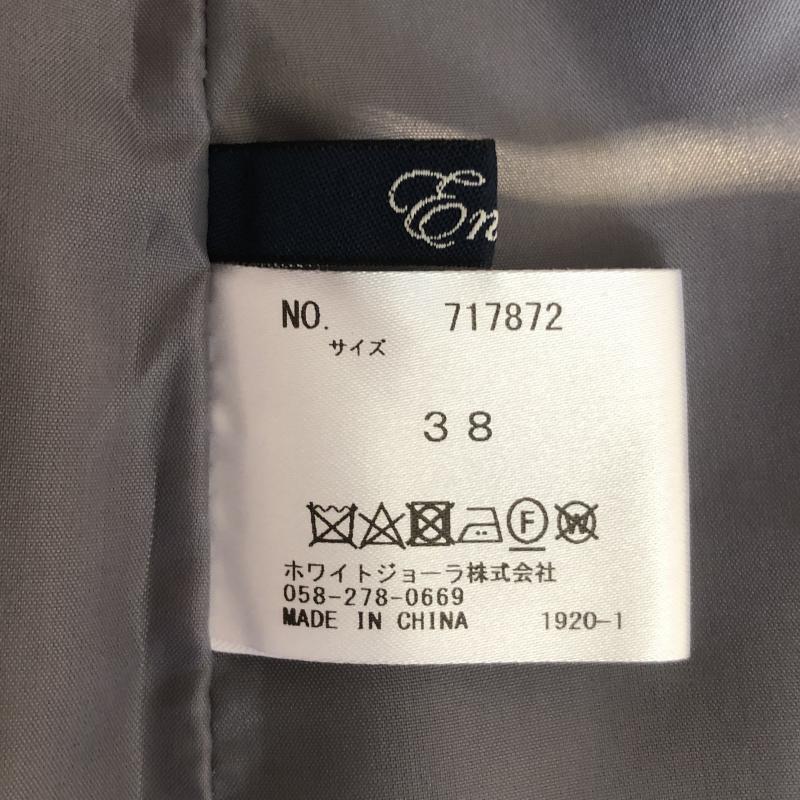 En
NO. 717872
サイズ
38
F W
ホワイトジョーラ株式会社
058-278-0669
MADE IN CHINA 1920-1